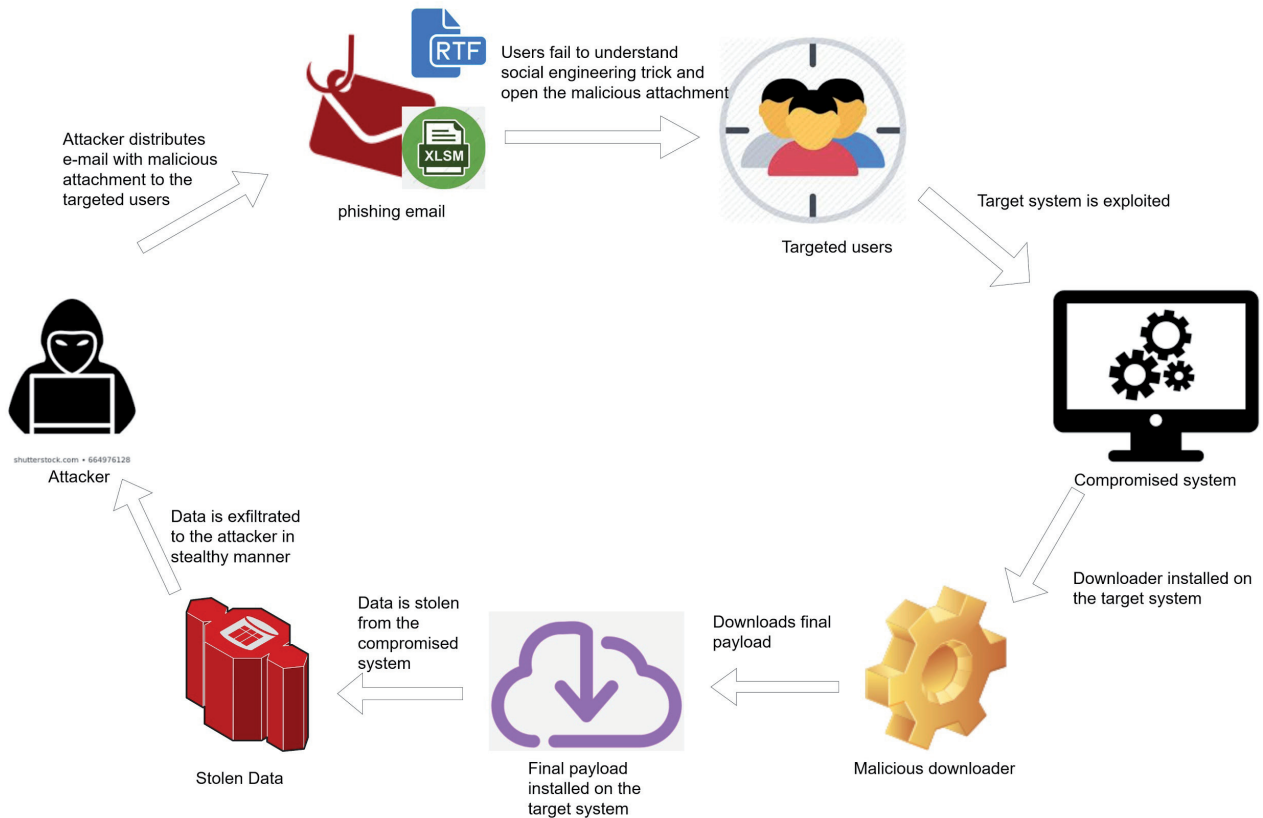 RTF
Users fail to understand
social engineering trick and
open the malicious attachment
Attacker distributes
e-mail with malicious
attachment to the
targeted users
XLSM
phishing email
Targeted users
Target system is exploited
shutterstock.com • 664976128
Attacker
Compromised system
Data is exfiltrated
to the attacker in
stealthy manner
Downloader installed on
the target system
Data is stolen
from the
compromised
system
Downloads final
payload
Stolen Data
Final payload
installed on the
target system
Malicious downloader